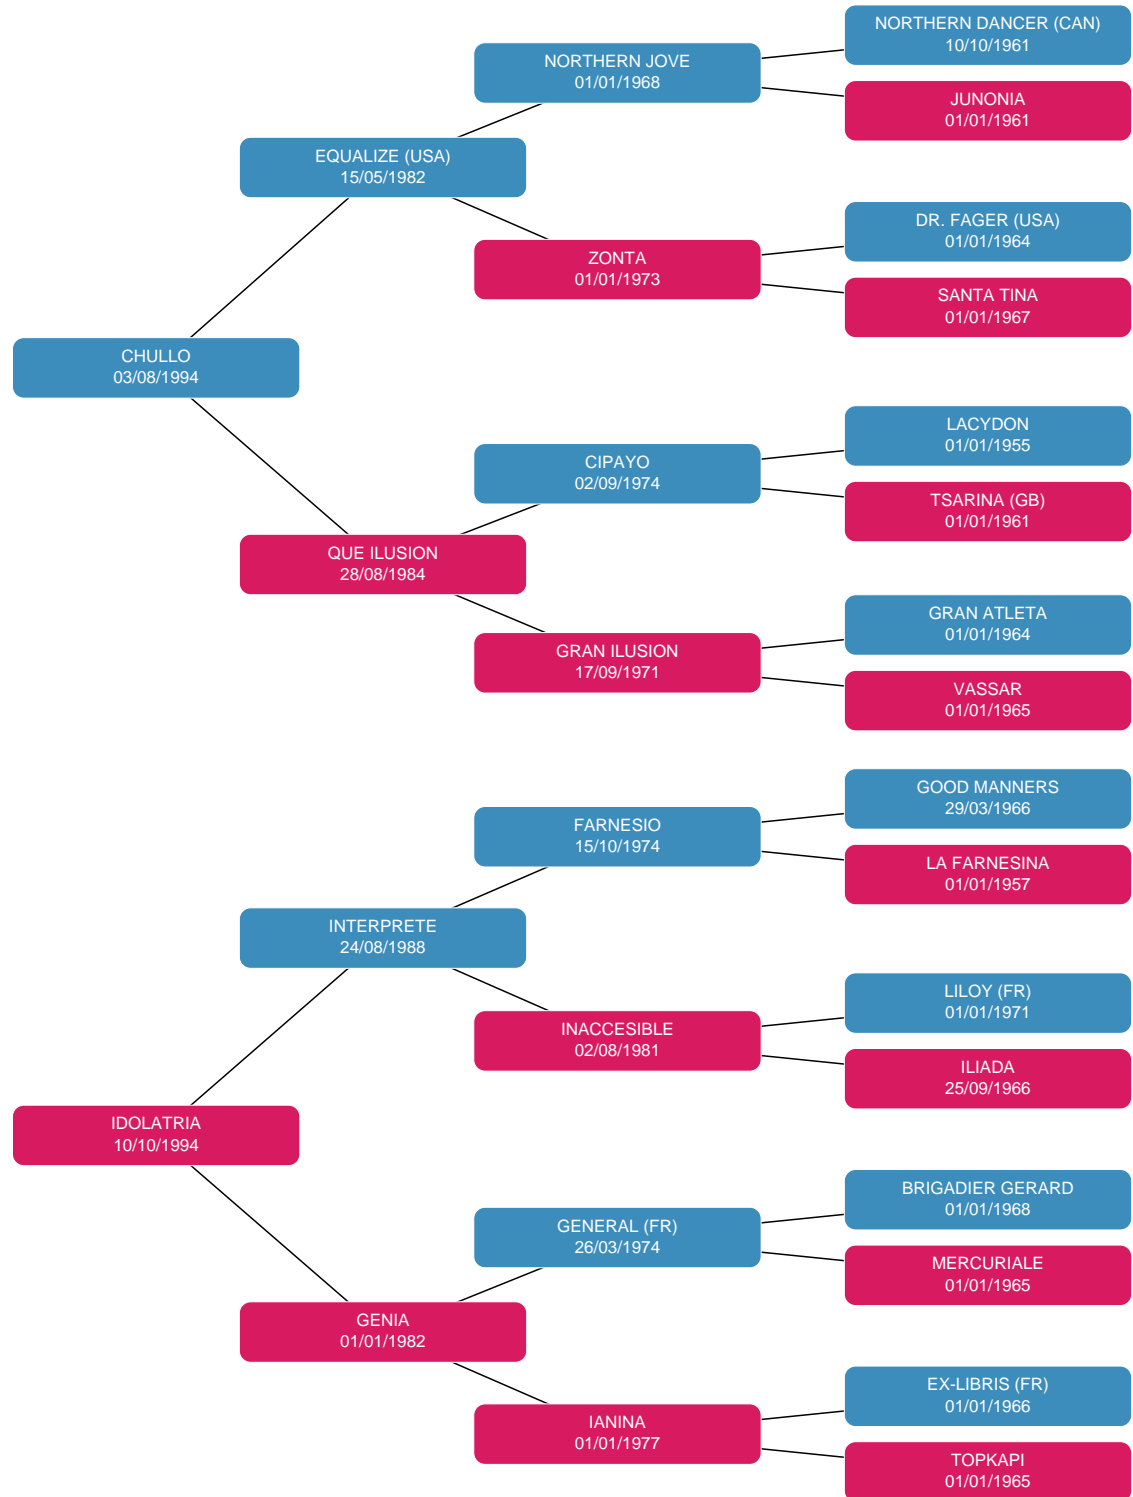 NORTHERN DANCER (CAN)
10/10/1961
NORTHERN JOVE
01/01/1968
JUNONIA
01/01/1961
EQUALIZE (USA)
15/05/1982
DR. FAGER (USA)
01/01/1964
ZONTA
01/01/1973
SANTA TINA
01/01/1967
CHULLO
03/08/1994
LACYDON
01/01/1955
CIPAYO
02/09/1974
TSARINA (GB)
01/01/1961
QUE ILUSION
28/08/1984
GRAN ATLETA
01/01/1964
GRAN ILUSION
17/09/1971
VASSAR
01/01/1965
GOOD MANNERS
29/03/1966
FARNESIO
15/10/1974
LA FARNESINA
01/01/1957
INTERPRETE
24/08/1988
LILOY (FR)
01/01/1971
INACCESIBLE
02/08/1981
ILIADA
25/09/1966
IDOLATRIA
10/10/1994
BRIGADIER GERARD
01/01/1968
GENERAL (FR)
26/03/1974
MERCURIALE
01/01/1965
GENIA
01/01/1982
EX-LIBRIS (FR)
01/01/1966
IANINA
01/01/1977
TOPKAPI
01/01/1965